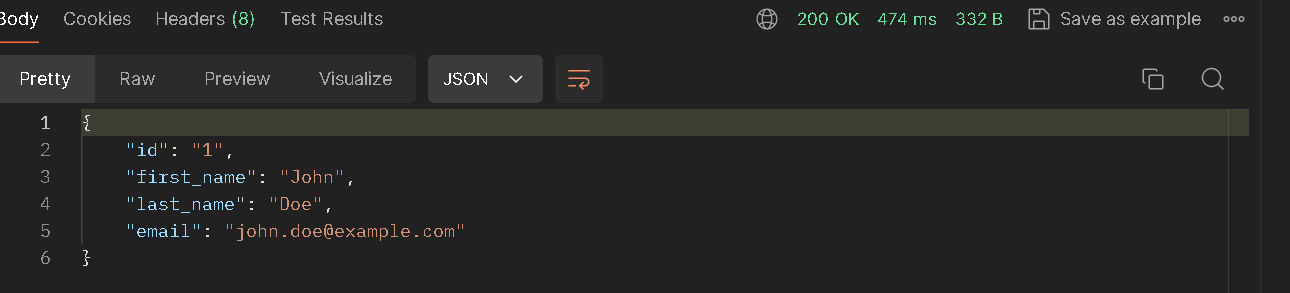 Body Cookies Headers (8) Test Results 200 OK 474 ms 332 B Save as example
Pretty Raw Preview Visualize JSON
1 {
2 "id": "1",
3 "first_name": "John",
4 "last_name": "Doe",
5 "email": "john.doe@example.com"
6 }